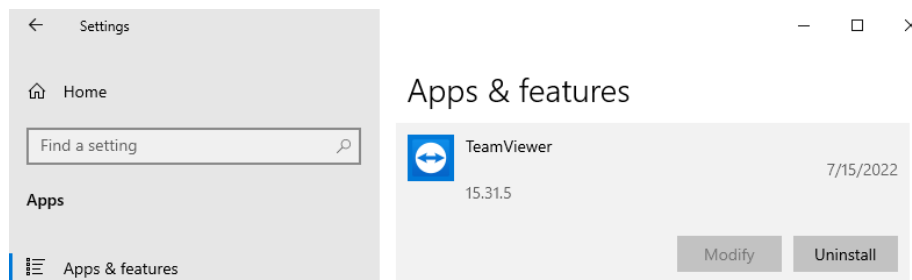 Settings
Home
Find a setting
Apps
Apps & features
Apps & features
TeamViewer
7/15/2022
15.31.5
Modify
Uninstall